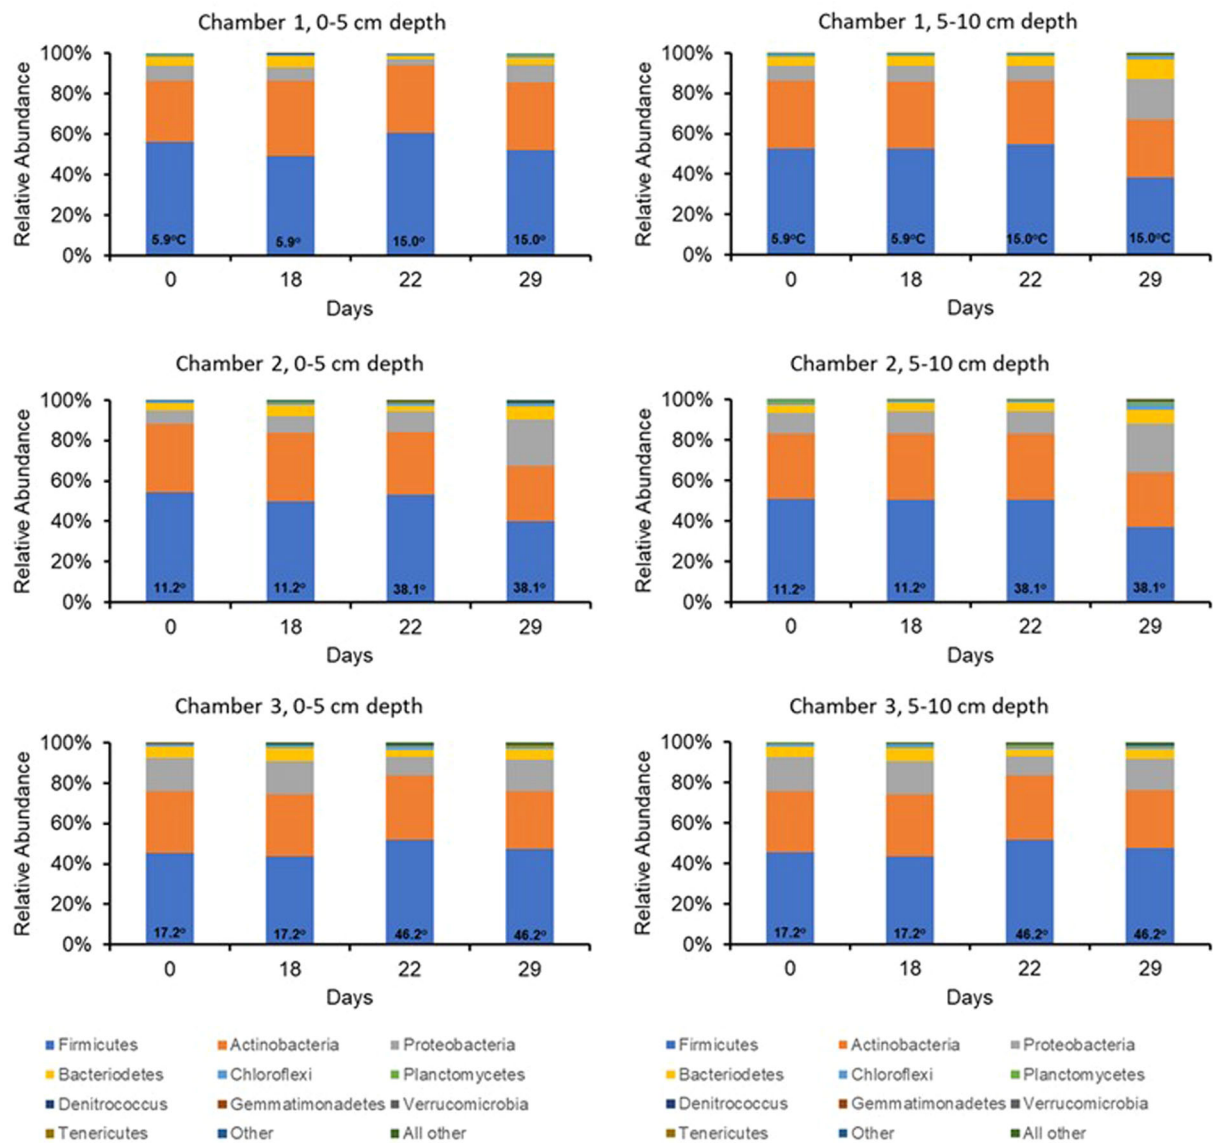 Chamber 1, 0-5 cm depth
Relative Abundance
100%
80%
60%
40%
20%
0%
5.9°C
5.9°
15.0°
15.0°
0 18 22 29
Days
Chamber 1, 5-10 cm depth
Relative Abundance
100%
80%
60%
40%
20%
0%
5.9°C
5.9°C
15.0°C
15.0°C
0 18 22 29
Days
Chamber 2, 0-5 cm depth
Relative Abundance
100%
80%
60%
40%
20%
0%
11.2°
11.2°
38.1°
38.1°
0 18 22 29
Days
Chamber 2, 5-10 cm depth
Relative Abundance
100%
80%
60%
40%
20%
0%
11.2°
11.2°
38.1°
38.1°
0 18 22 29
Days
Chamber 3, 0-5 cm depth
Relative Abundance
100%
80%
60%
40%
20%
0%
17.2°
17.2°
46.2°
46.2°
0 18 22 29
Days
Chamber 3, 5-10 cm depth
Relative Abundance
100%
80%
60%
40%
20%
0%
17.2°
17.2°
46.2°
46.2°
0 18 22 29
Days
Firmicutes Actinobacteria Proteobacteria
Bacteriodetes Chloroflexi Planctomycetes
Denitrococcus Gemmatimonadetes Verrucomicrobia
Tenericutes Other All other
Firmicutes Actinobacteria Proteobacteria
Bacteriodetes Chloroflexi Planctomycetes
Denitrococcus Gemmatimonadetes Verrucomicrobia
Tenericutes Other All other